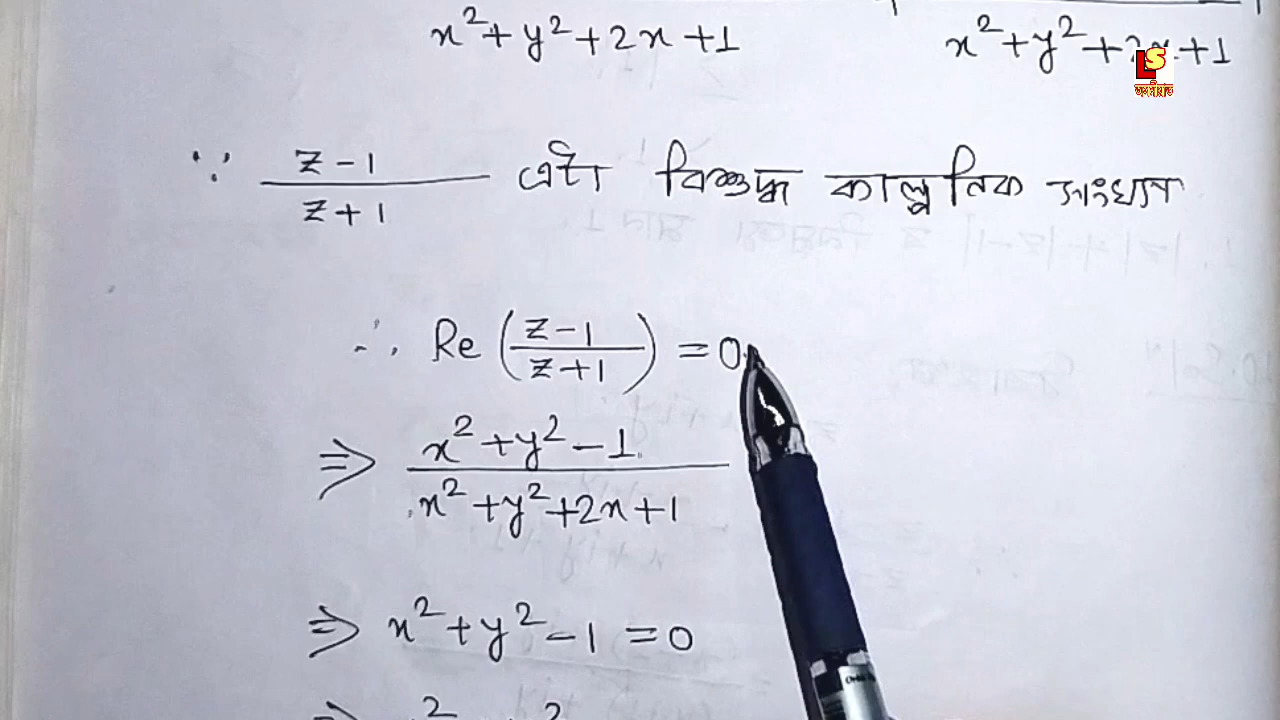 x² + y² + 2x + 1    x² + y² + 2x + 1
LS
∵ z - 1 / z + 1 এটা বিশুদ্ধ কাল্পনিক সংখ্যা
∴ Re (z - 1 / z + 1) = 0
⇒ x² + y² - 1 / x² + y² + 2x + 1
⇒ x² + y² - 1 = 0